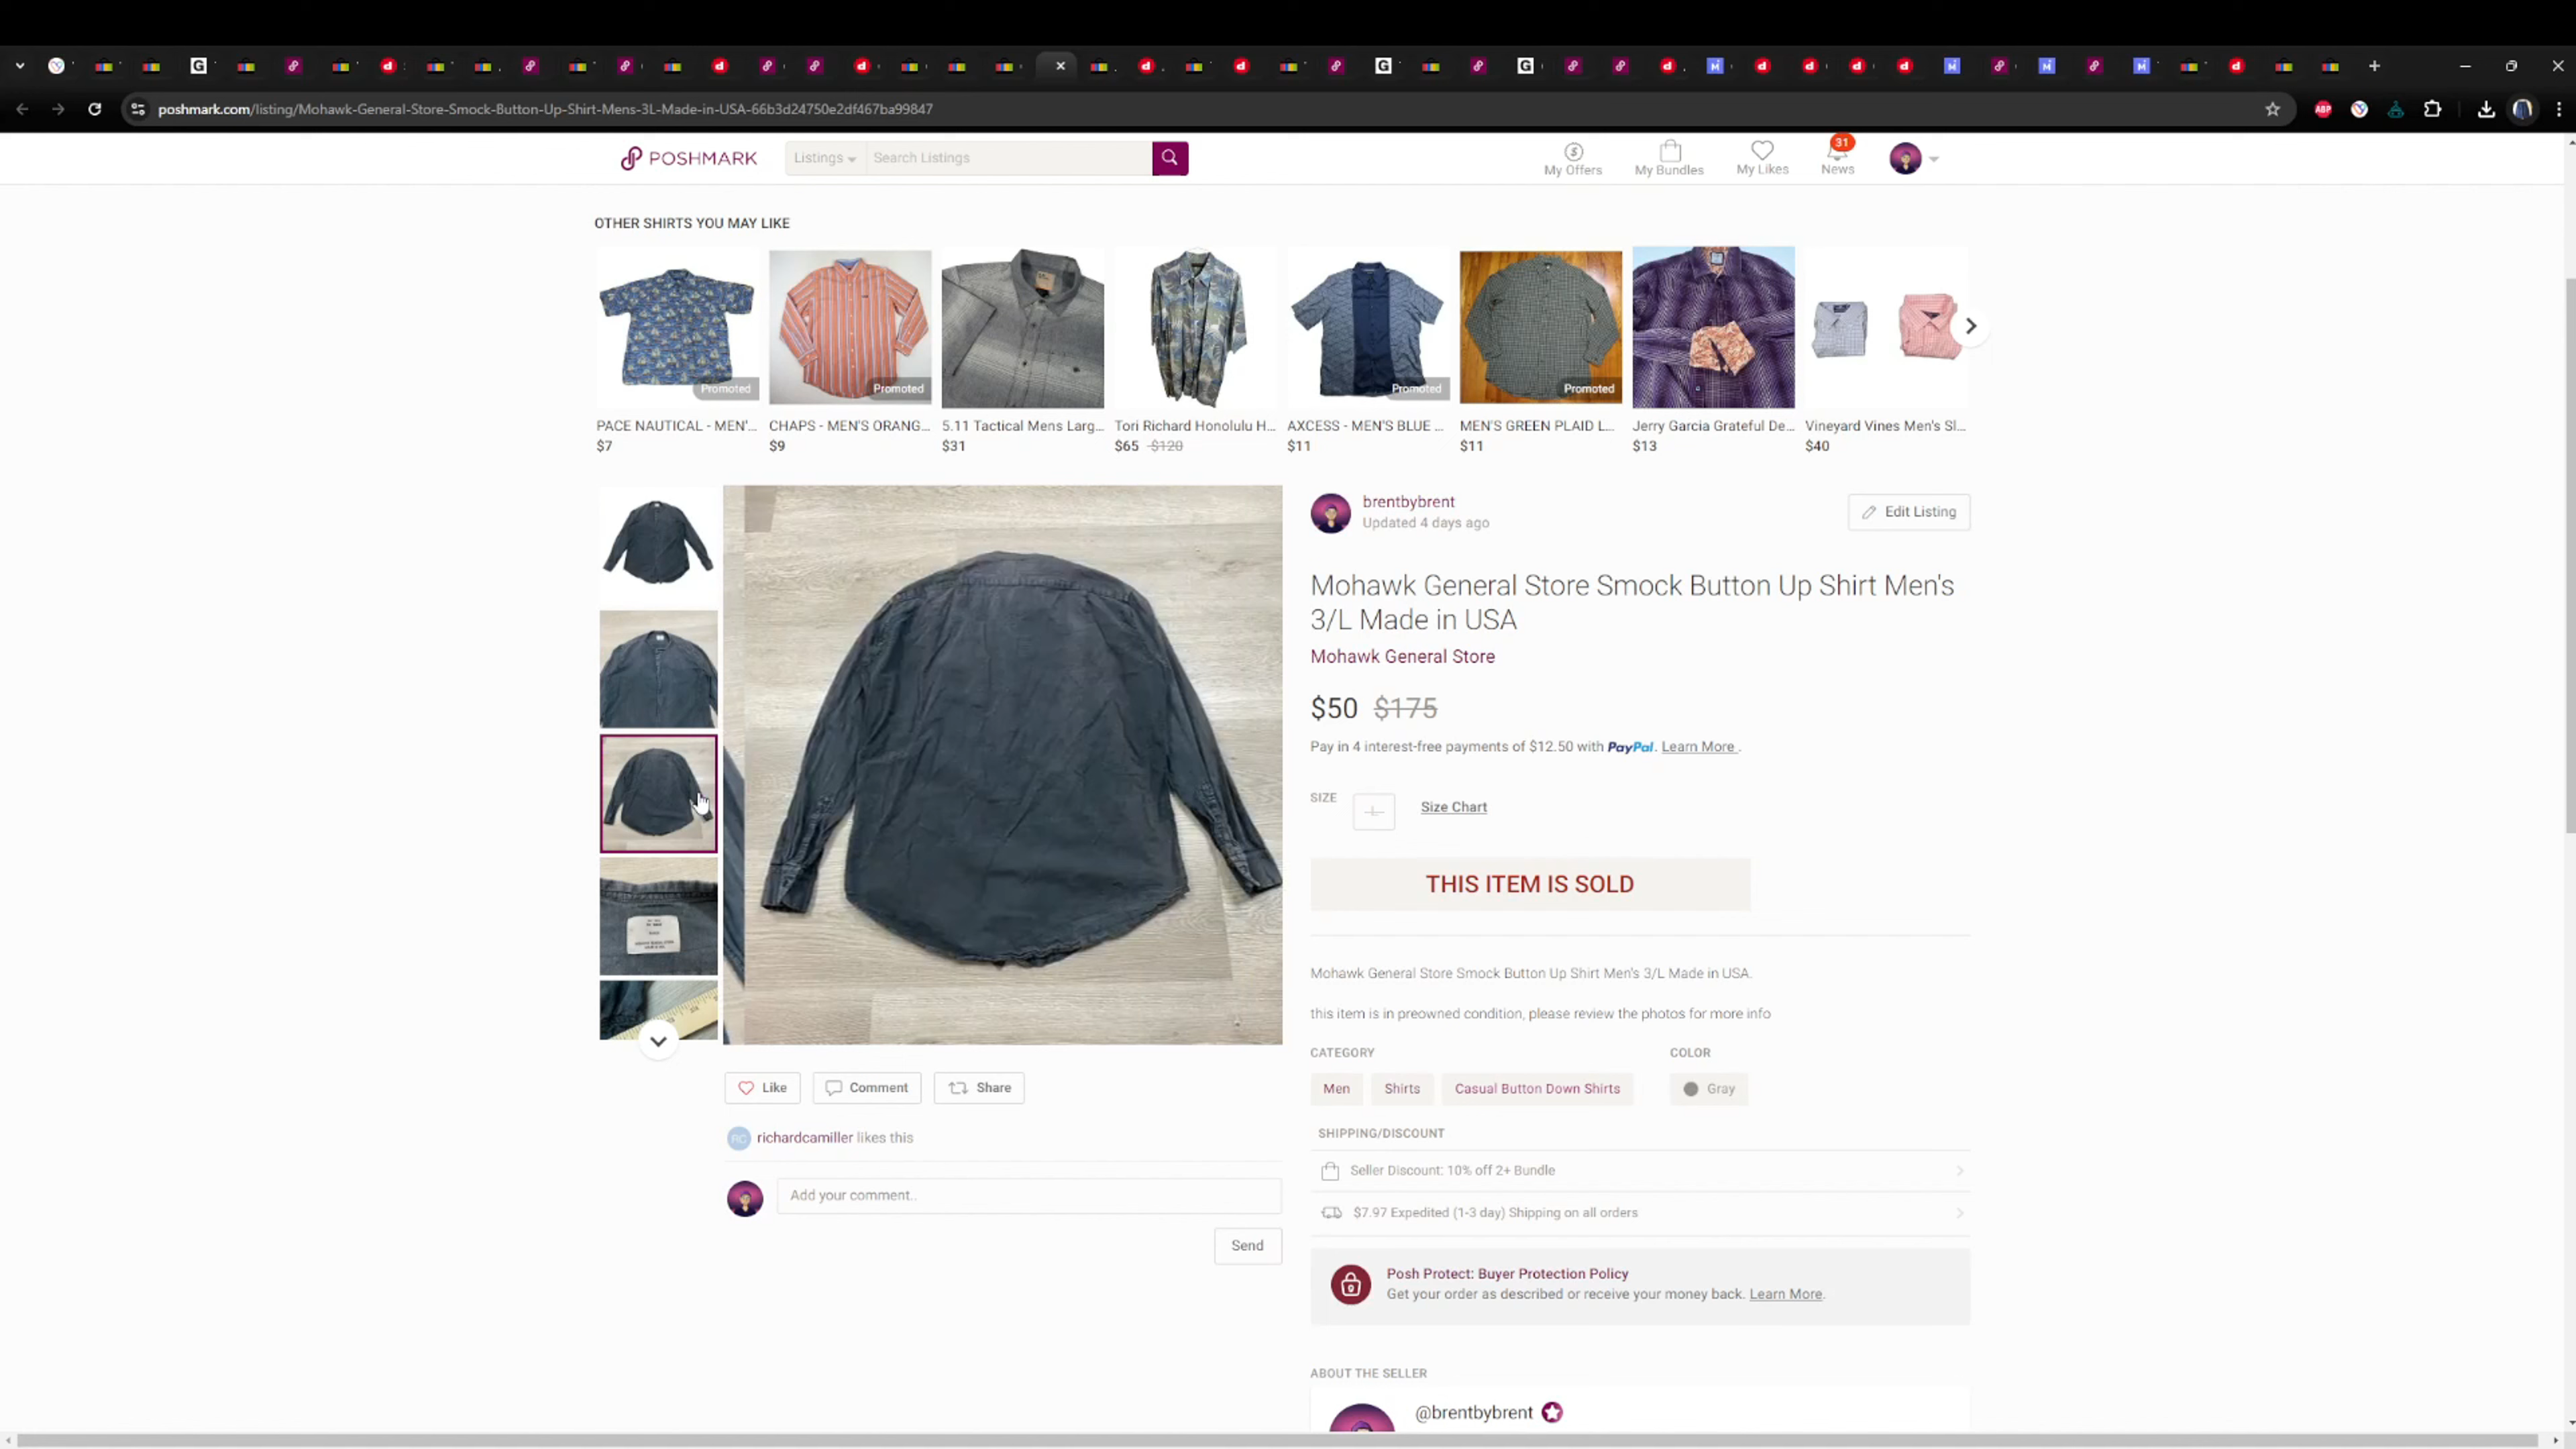 poshmark.com/listing/Mohawk-General-Store-Smock-Button-Up-Shirt-Mens-3L-Made-in-USA-66b3d24750e2df467ba99847
ABP
POSHMARK
Listings
Search Listings
My Offers
My Bundles
My Likes
31
News
OTHER SHIRTS YOU MAY LIKE
Promoted
Promoted
Promoted
Promoted
PACE NAUTICAL - MEN'...
CHAPS - MEN'S ORANG...
5.11 Tactical Mens Larg...
Tori Richard Honolulu H...
AXCESS - MEN'S BLUE ...
MEN'S GREEN PLAID L...
Jerry Garcia Grateful De...
Vineyard Vines Men's Sl...
$7
$9
$31
$65 $120
$11
$11
$13
$40
brentbybrent
Updated 4 days ago
Edit Listing
Mohawk General Store Smock Button Up Shirt Men's
3/L Made in USA
Mohawk General Store
$50 $175
Pay in 4 interest-free payments of $12.50 with PayPal. Learn More .
SIZE
L
Size Chart
THIS ITEM IS SOLD
Mohawk General Store Smock Button Up Shirt Men's 3/L Made in USA.
this item is in preowned condition, please review the photos for more info
CATEGORY
COLOR
Men
Shirts
Casual Button Down Shirts
Gray
SHIPPING/DISCOUNT
Seller Discount: 10% off 2+ Bundle
$7.97 Expedited (1-3 day) Shipping on all orders
Posh Protect: Buyer Protection Policy
Get your order as described or receive your money back. Learn More.
ABOUT THE SELLER
@brentbybrent
Like
Comment
Share
RC
richardcamiller likes this
Add your comment..
Send